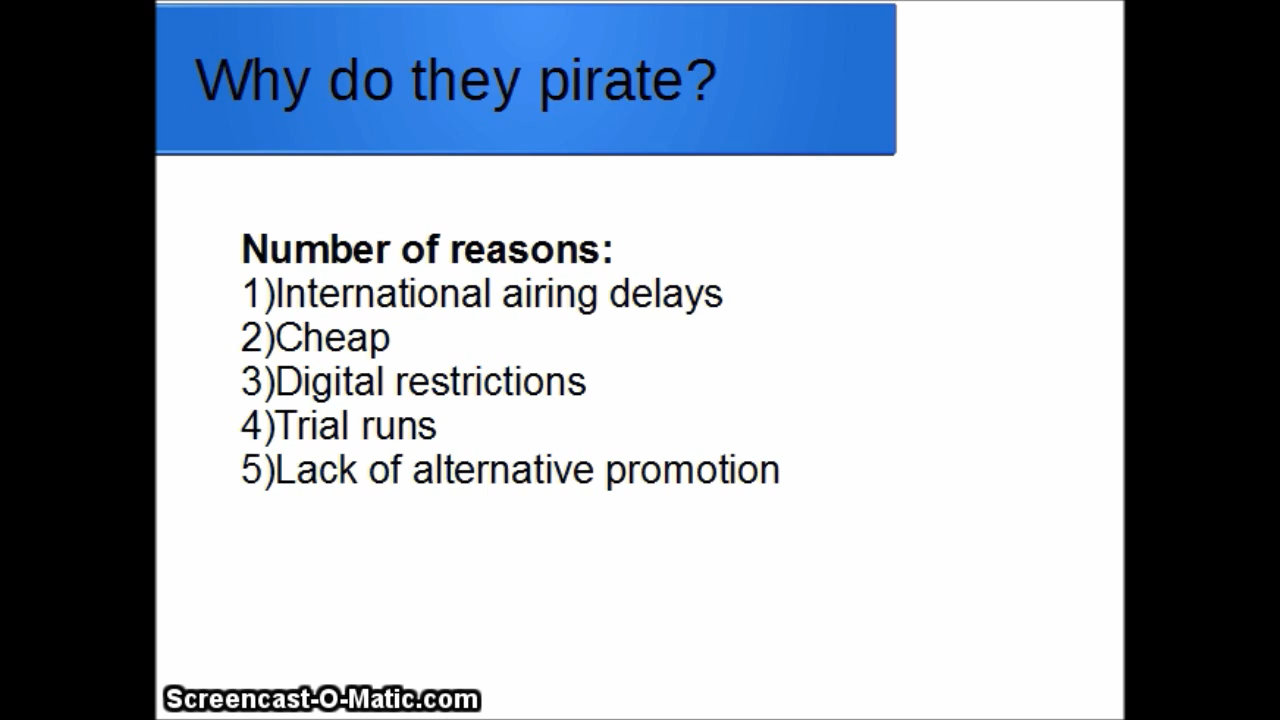 Why do they pirate?
Number of reasons:
1)International airing delays
2)Cheap
3)Digital restrictions
4)Trial runs
5)Lack of alternative promotion
Screencast-O-Matic.com